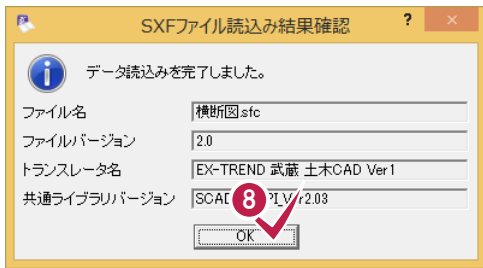 SXFファイル読込み結果確認 ? ×
データ読込みを完了しました。
ファイル名 横断図.sfc
ファイルバージョン 2.0
トランスレータ名 EX-TREND 武蔵 土木CAD Ver1
共通ライブラリバージョン 2.03
8
OK